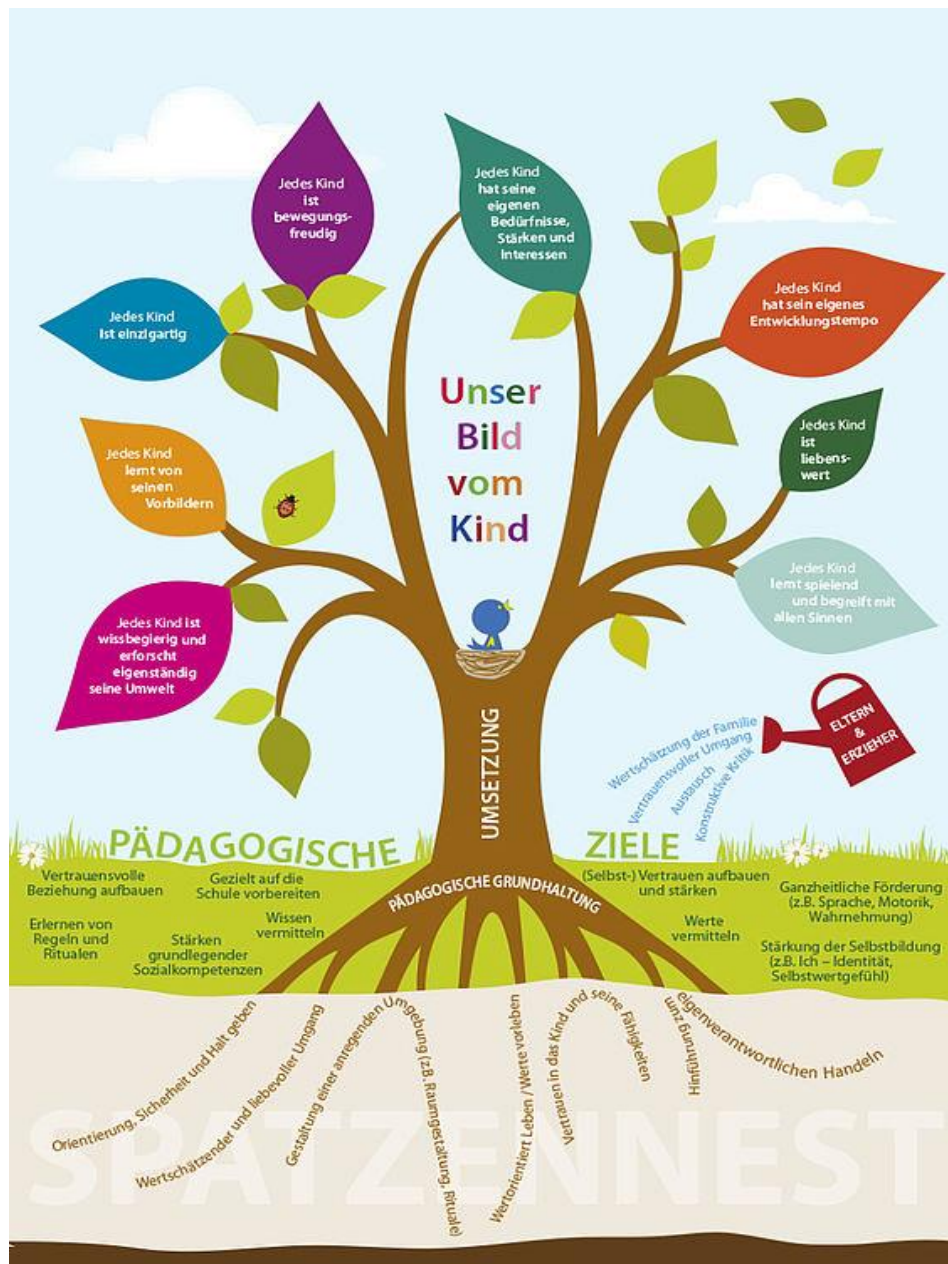 Jedes Kind
ist
bewegungs-
freudig
Jedes Kind
hat seine
eigenen
Bedürfnisse,
Stärken und
Interessen
Jedes Kind
ist einzigartig
Jedes Kind
hat sein eigenes
Entwicklungstempo
Unser
Bild
vom
Kind
Jedes Kind
lernt von
seinen
Vorbildern
Jedes Kind
ist
liebens-
wert
Jedes Kind ist
wissbegierig und
erforscht
eigenständig
seine Umwelt
Jedes Kind
lernt spielend
und begreift mit
allen Sinnen
ELTERN
&
ERZIEHER
Wertschätzung der Familie
Vertrauensvoller Umgang
Austausch
Konstruktive Kritik
UMSETZUNG
PÄDAGOGISCHE ZIELE
Vertrauensvolle
Beziehung aufbauen
Gezielt auf die
Schule vorbereiten
Erlernen von
Regeln und
Ritualen
Stärken
grundlegender
Sozialkompetenzen
Wissen
vermitteln
PÄDAGOGISCHE GRUNDHALTUNG
(Selbst-) Vertrauen aufbauen
und stärken
Werte
vermitteln
Ganzheitliche Förderung
(z.B. Sprache, Motorik,
Wahrnehmung)
Stärkung der Selbstbildung
(z.B. Ich – Identität,
Selbstwertgefühl)
Orientierung, Sicherheit und Halt geben
Wertschätzender und liebevoller Umgang
Gestaltung einer anregenden Umgebung (z.B. Raumgestaltung, Rituale)
Wertorientiert Leben / Werte vorleben
Vertrauen in das Kind und seine Fähigkeiten
Hinführung zum eigenverantwortlichen Handeln
SPATZENNEST